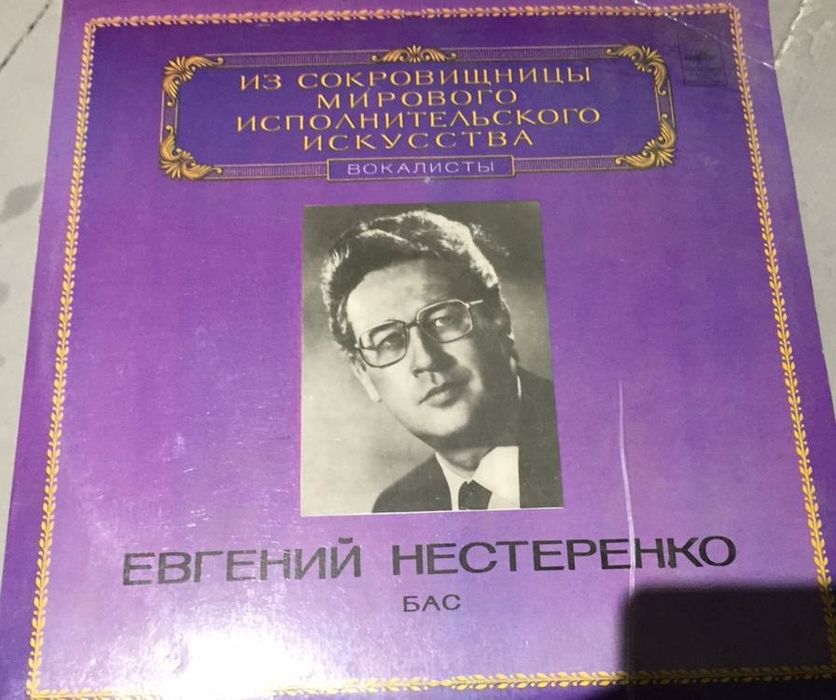 ИЗ СОКРОВИЩНИЦЫ
МИРОВОГО
ИСПОЛНИТЕЛЬСКОГО
ИСКУССТВА
ВОКАЛИСТЫ
ЕВГЕНИЙ НЕСТЕРЕНКО
БАС